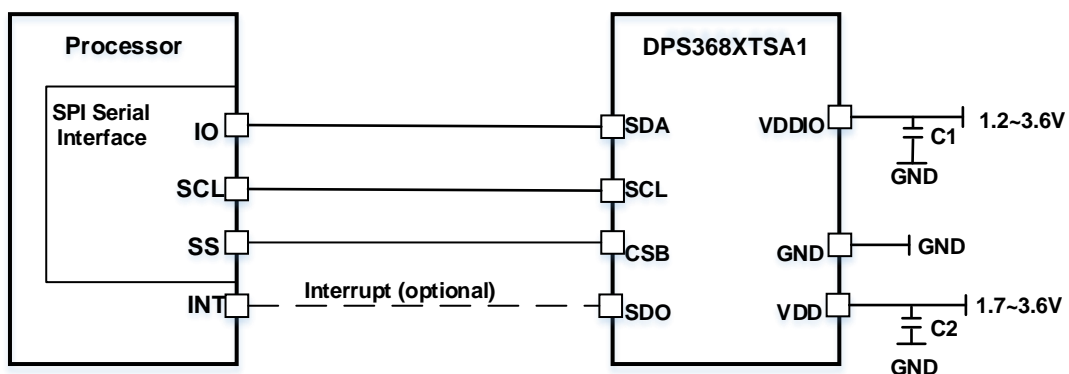 Processor
DPS368XTSA1
SPI Serial
Interface
IO
SDA
VDDIO
1.2~3.6V
C1
GND
SCL
SCL
SS
CSB
GND
GND
INT
Interrupt (optional)
SDO
VDD
1.7~3.6V
C2
GND